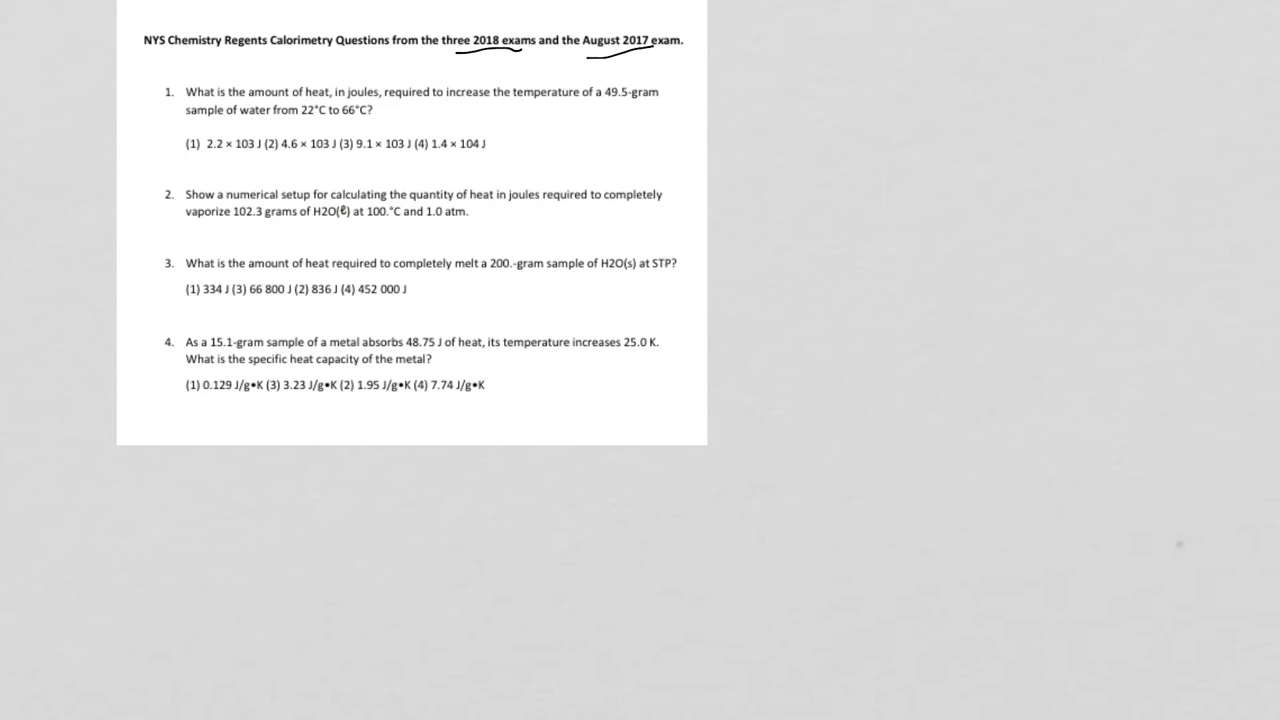 NYS Chemistry Regents Calorimetry Questions from the three 2018 exams and the August 2017 exam.
1. What is the amount of heat, in joules, required to increase the temperature of a 49.5-gram
sample of water from 22°C to 66°C?
(1) 2.2 × 103 J (2) 4.6 × 103 J (3) 9.1 × 103 J (4) 1.4 × 104 J
2. Show a numerical setup for calculating the quantity of heat in joules required to completely
vaporize 102.3 grams of H2O(ℓ) at 100.°C and 1.0 atm.
3. What is the amount of heat required to completely melt a 200.-gram sample of H2O(s) at STP?
(1) 334 J (3) 66 800 J (2) 836 J (4) 452 000 J
4. As a 15.1-gram sample of a metal absorbs 48.75 J of heat, its temperature increases 25.0 K.
What is the specific heat capacity of the metal?
(1) 0.129 J/g•K (3) 3.23 J/g•K (2) 1.95 J/g•K (4) 7.74 J/g•K